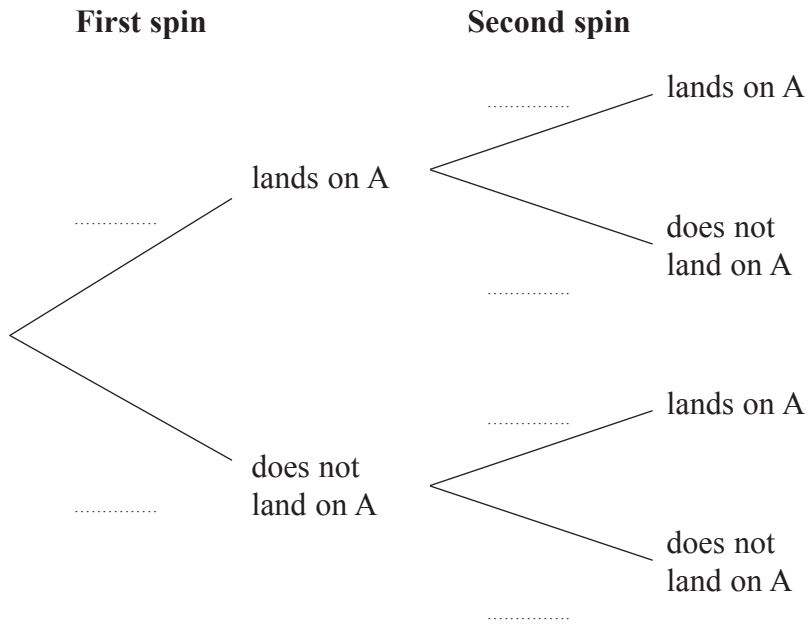 First spin
Second spin
lands on A
lands on A
does not
land on A
does not
land on A
lands on A
does not
land on A